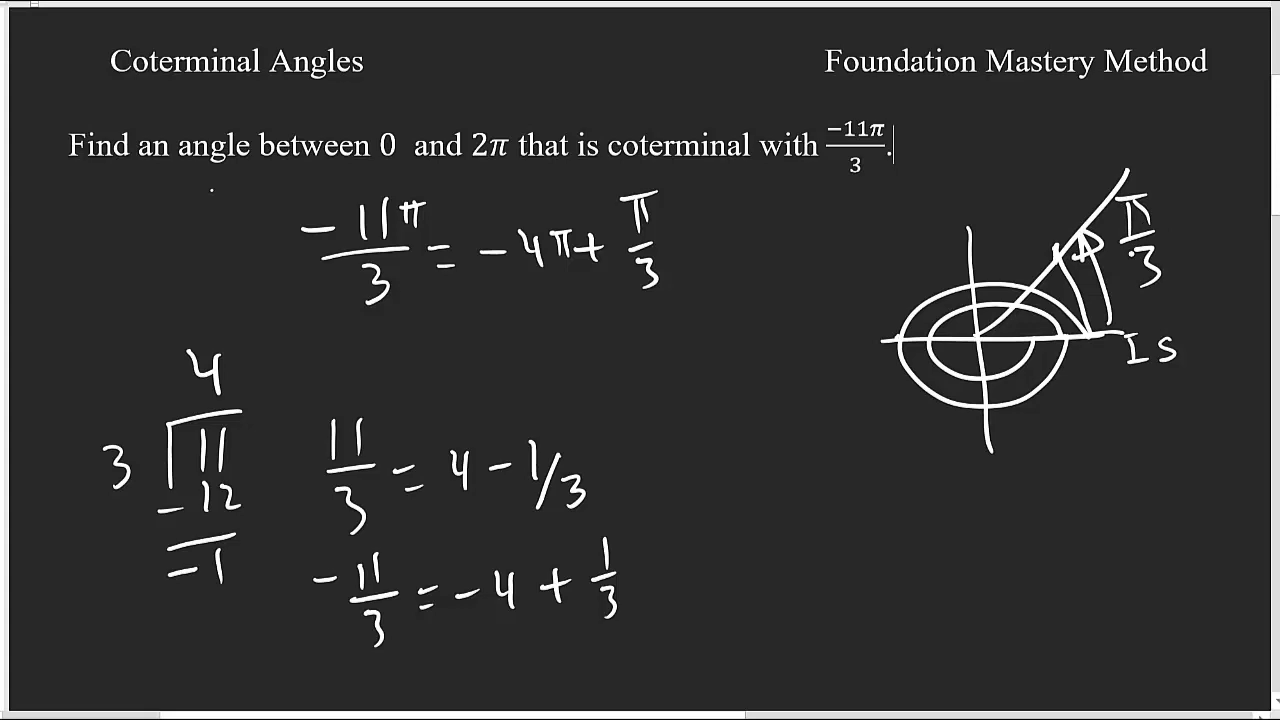 Coterminal Angles
Foundation Mastery Method
Find an angle between 0 and 2π that is coterminal with −11π/3.
−11π/3 = −4π + π/3
π/3
IS
4
3 11
−12
−1
11/3 = 4 − 1/3
−11/3 = −4 + 1/3